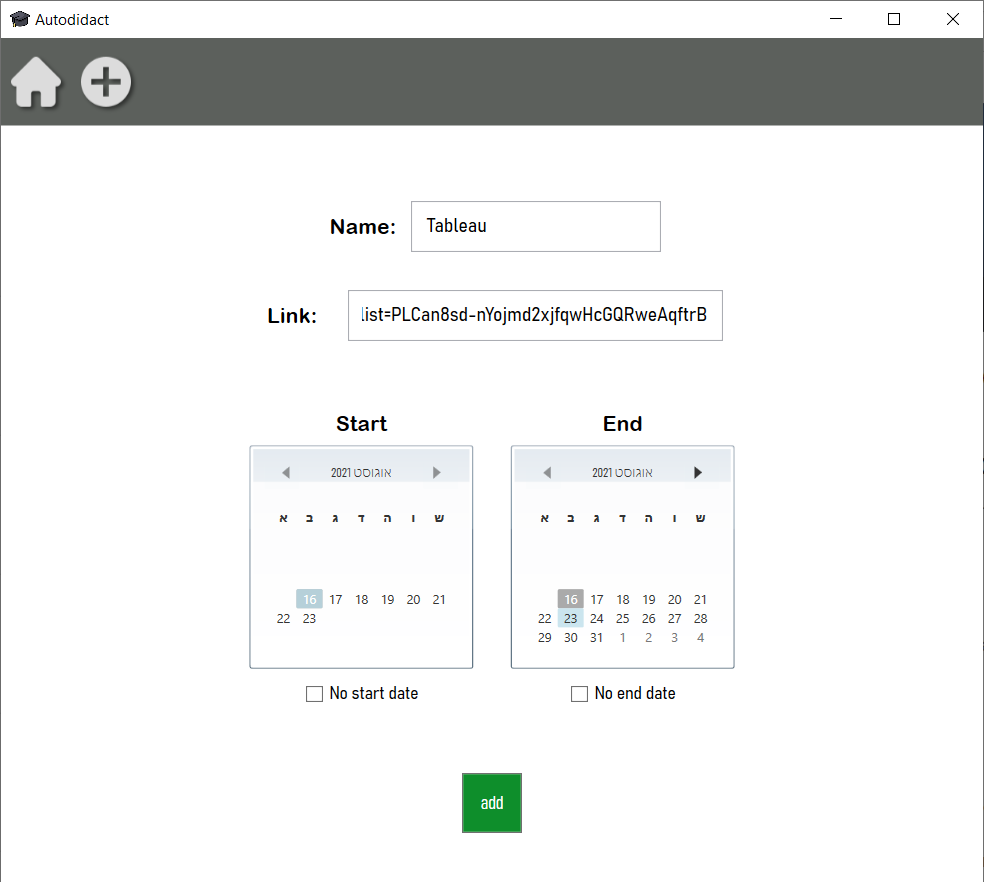 Autodidact
Name: Tableau
Link: list=PLCan8sd-nYojmd2xjfqwHcGQRweAqftrB
Start
אוגוסט 2021
א ב ג ד ה ו ש
16 17 18 19 20 21
22 23
No start date
End
אוגוסט 2021
א ב ג ד ה ו ש
16 17 18 19 20 21
22 23 24 25 26 27 28
29 30 31 1 2 3 4
No end date
add